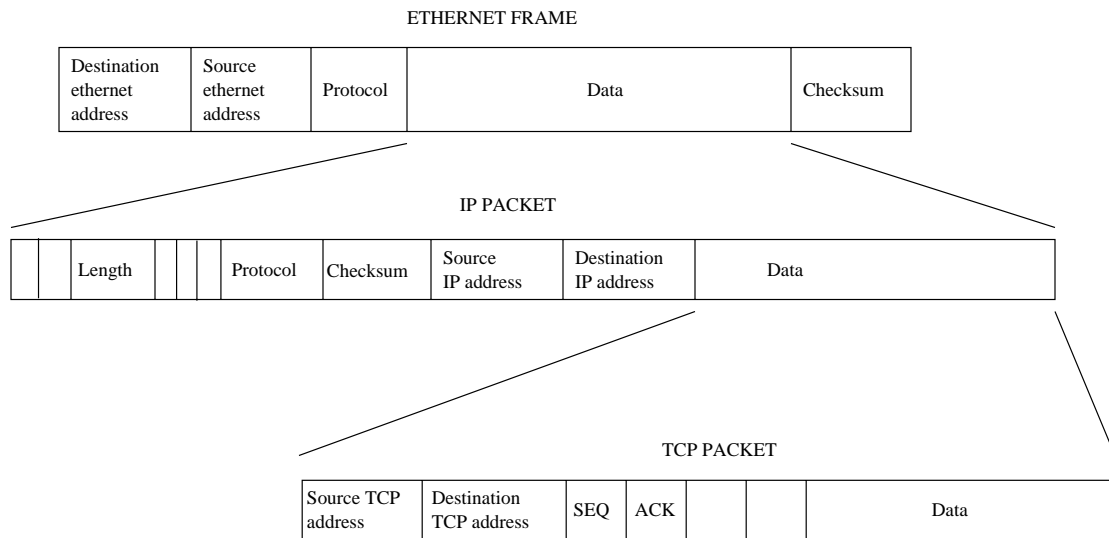 ETHERNET FRAME
Destination
ethernet
address
Source
ethernet
address
Protocol
Data
Checksum
IP PACKET
Length
Protocol
Checksum
Source
IP address
Destination
IP address
Data
TCP PACKET
Source TCP
address
Destination
TCP address
SEQ
ACK
Data